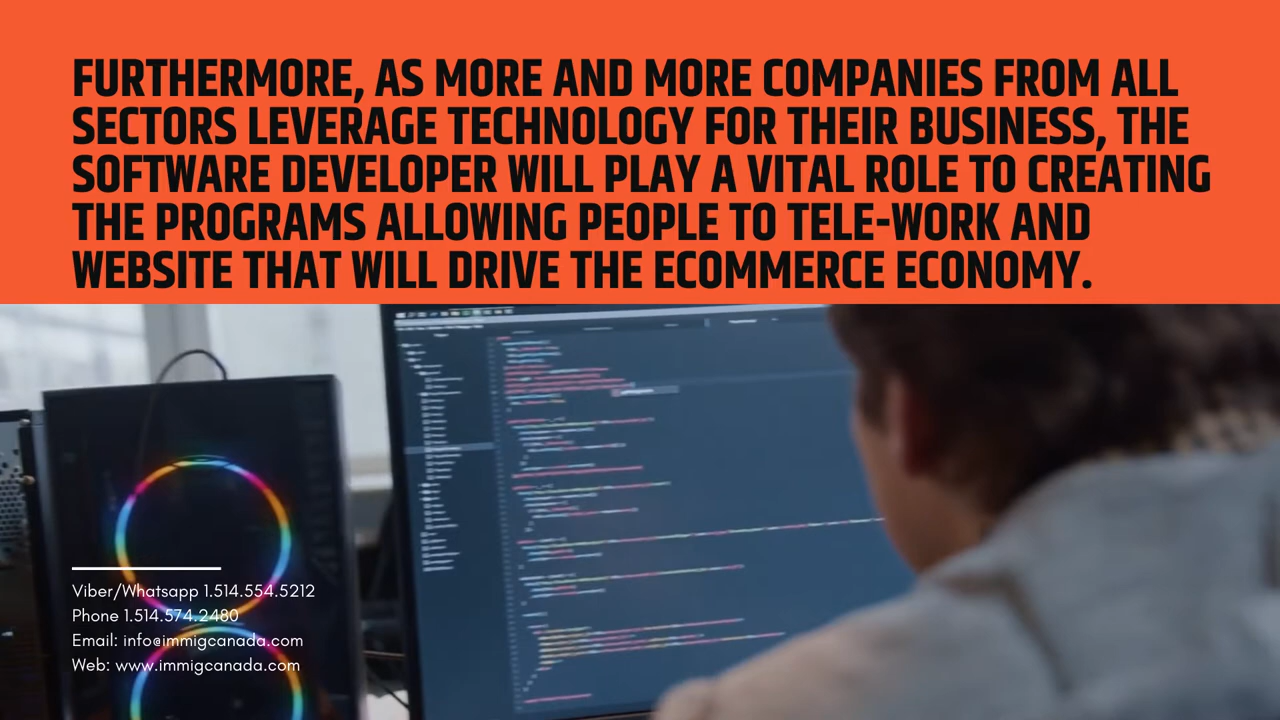 FURTHERMORE, AS MORE AND MORE COMPANIES FROM ALL
SECTORS LEVERAGE TECHNOLOGY FOR THEIR BUSINESS, THE
SOFTWARE DEVELOPER WILL PLAY A VITAL ROLE TO CREATING
THE PROGRAMS ALLOWING PEOPLE TO TELE-WORK AND
WEBSITE THAT WILL DRIVE THE ECOMMERCE ECONOMY.
Viber/Whatsapp 1.514.554.5212
Phone 1.514.574.2480
Email: info@immigcanada.com
Web: www.immigcanada.com